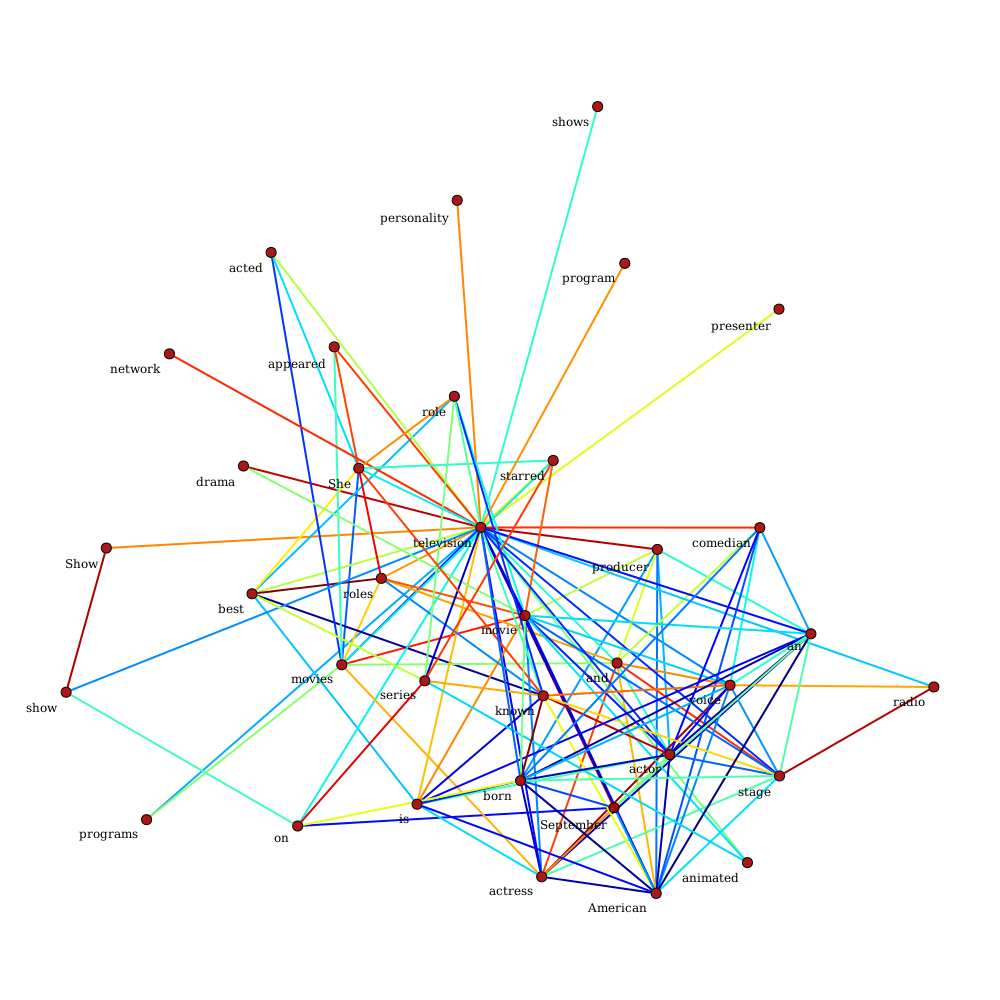 shows
personality
acted
program
presenter
appeared
network
role
starred
drama
She
television
comedian
Show
producer
best
roles
movie
an
movies
and
series
known
voice
radio
show
actor
born
stage
is
September
programs
on
animated
actress
American